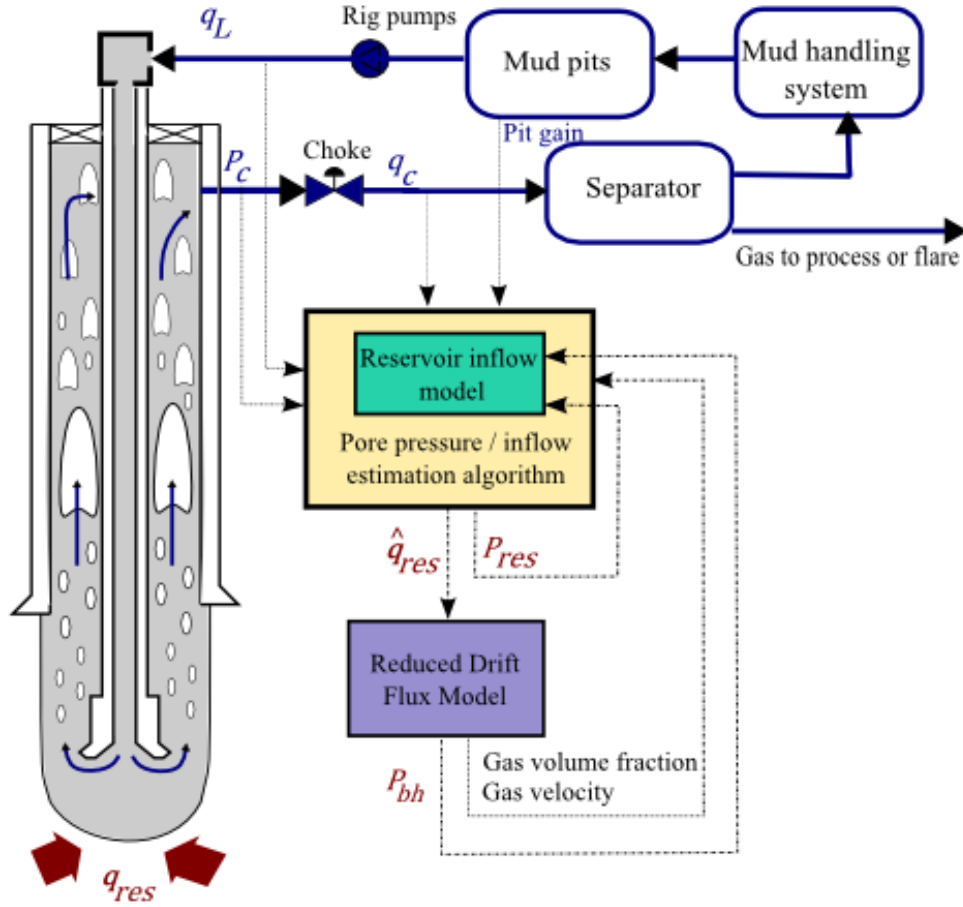 q_L
Rig pumps
Mud pits
Mud handling
system
Pit gain
P_c
Choke
q_c
Separator
Gas to process or flare
Reservoir inflow
model
Pore pressure / inflow
estimation algorithm
q̂_res
P_res
Reduced Drift
Flux Model
P_bh
Gas volume fraction
Gas velocity
q_res